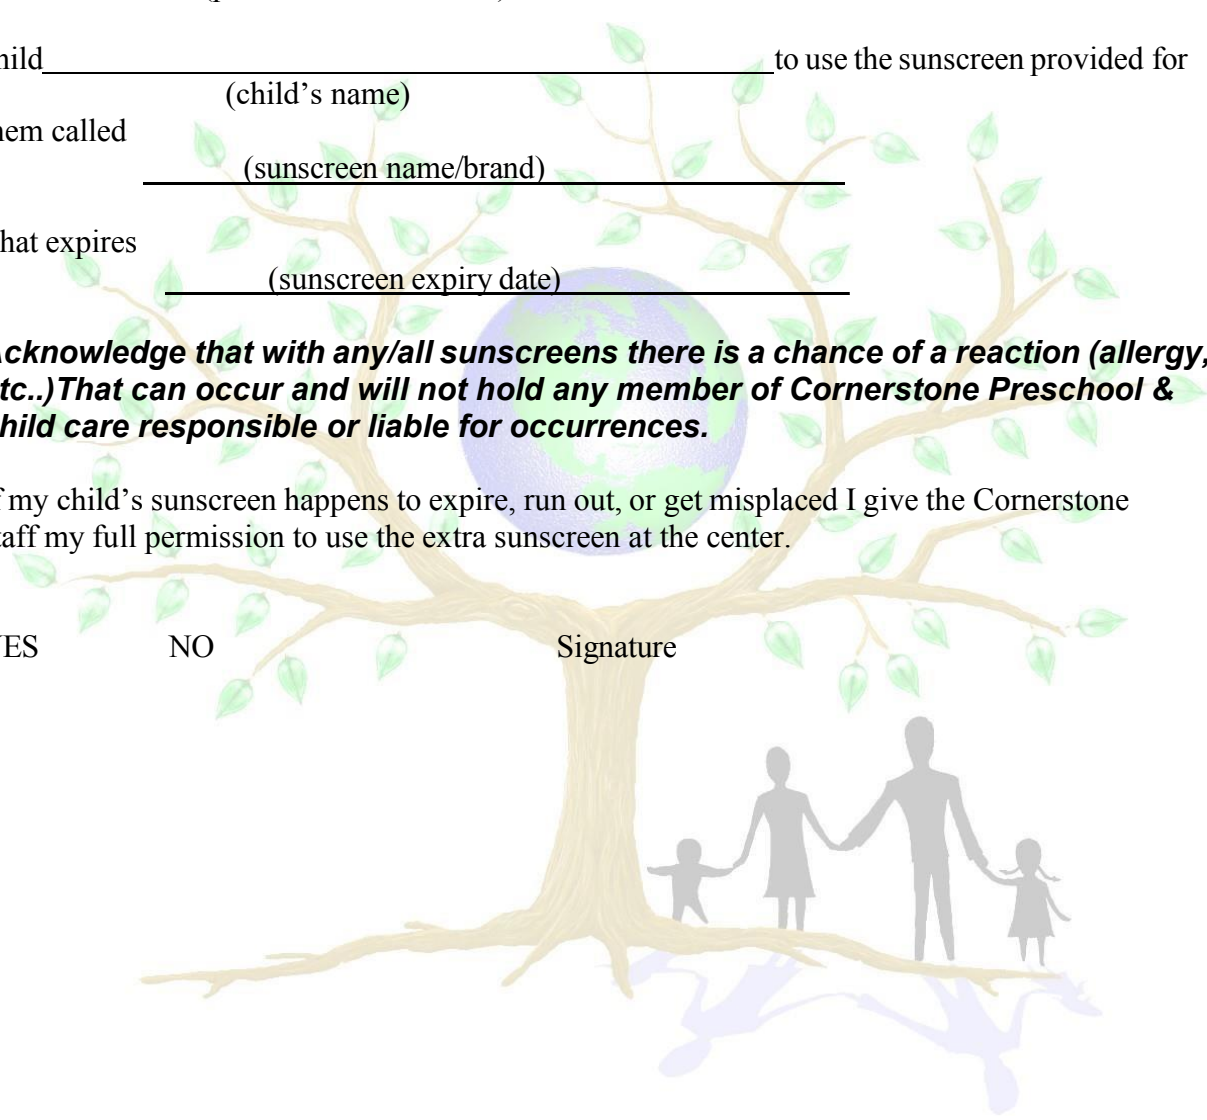 hild to use the sunscreen provided for
(child’s name)
hem called
(sunscreen name/brand)
hat expires
(sunscreen expiry date)
Acknowledge that with any/all sunscreens there is a chance of a reaction (allergy,
tc..)That can occur and will not hold any member of Cornerstone Preschool &
hild care responsible or liable for occurrences.
f my child’s sunscreen happens to expire, run out, or get misplaced I give the Cornerstone
taff my full permission to use the extra sunscreen at the center.
YES NO Signature